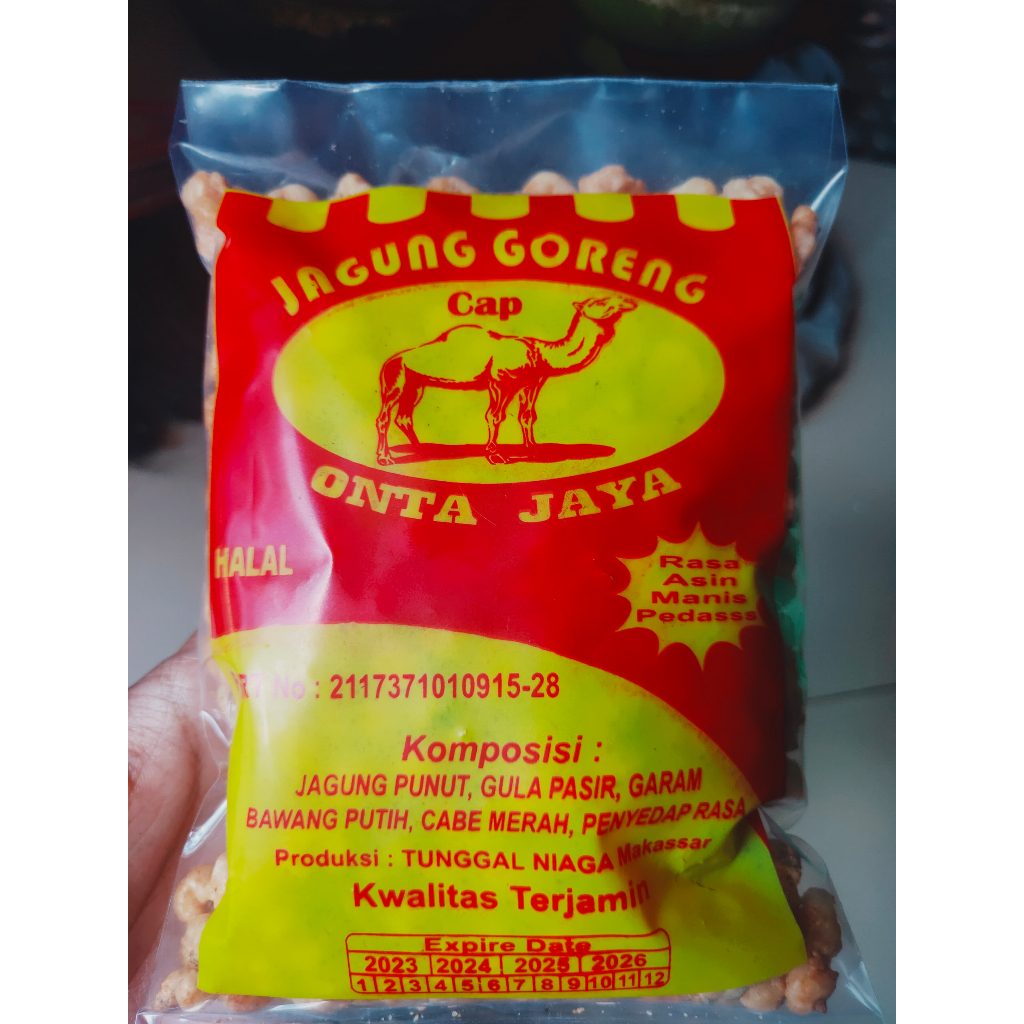 JAGUNG GORENG
Cap
ONTA JAYA
HALAL
Rasa
Asin
Manis
Pedasss
RT No : 2117371010915-28
Komposisi :
JAGUNG PUNUT, GULA PASIR, GARAM
BAWANG PUTIH, CABE MERAH, PENYEDAP RASA
Produksi : TUNGGAL NIAGA Makassar
Kwalitas Terjamin
Expire Date
2023 2024 2025 2026
1 2 3 4 5 6 7 8 9 10 11 12